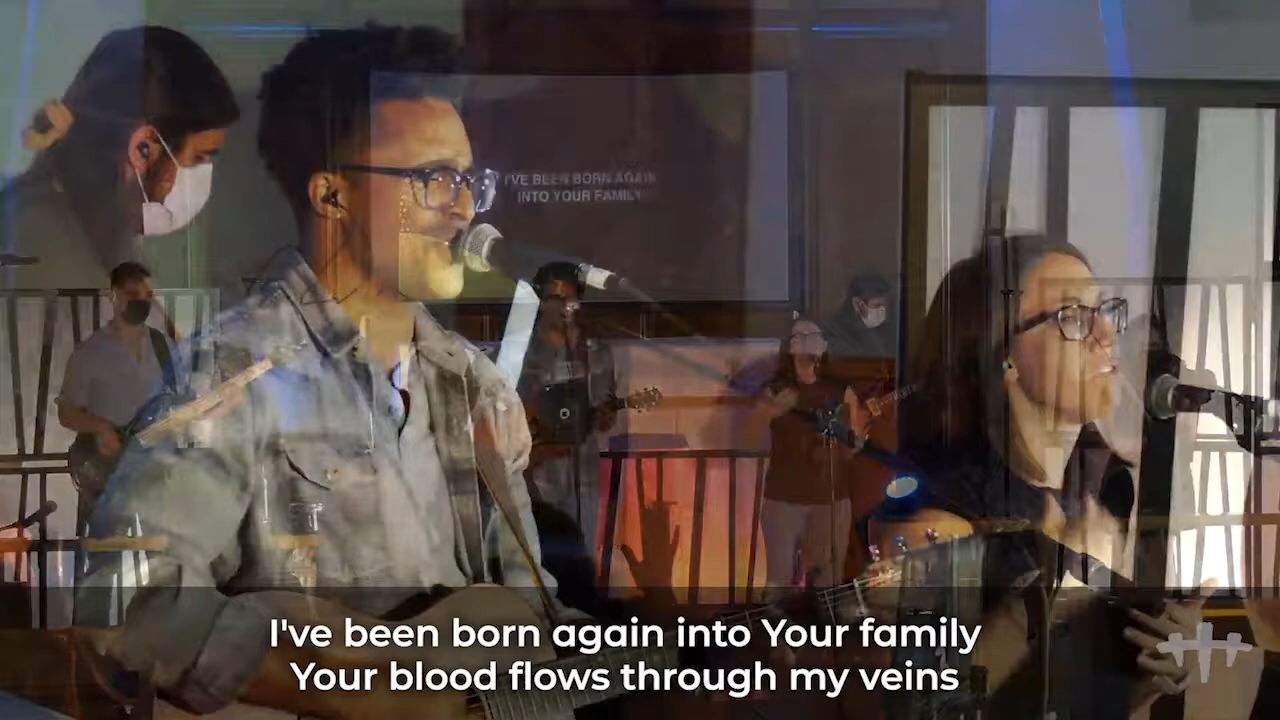 I'VE BEEN BORN AGAIN
INTO YOUR FAMILY
I've been born again into Your family
Your blood flows through my veins